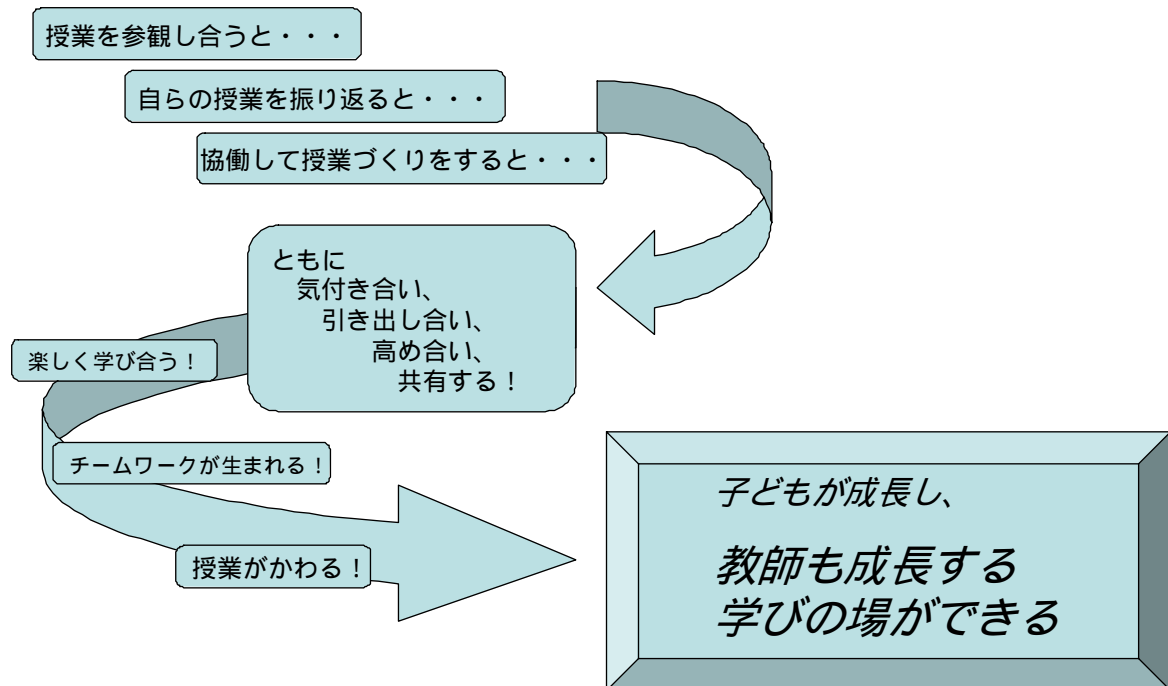 授業を参観し合うと・・・
自らの授業を振り返ると・・・
協働して授業づくりをすると・・・
ともに
気付き合い、
引き出し合い、
高め合い、
共有する！
楽しく学び合う！
チームワークが生まれる！
授業がかわる！
子どもが成長し、
教師も成長する
学びの場ができる